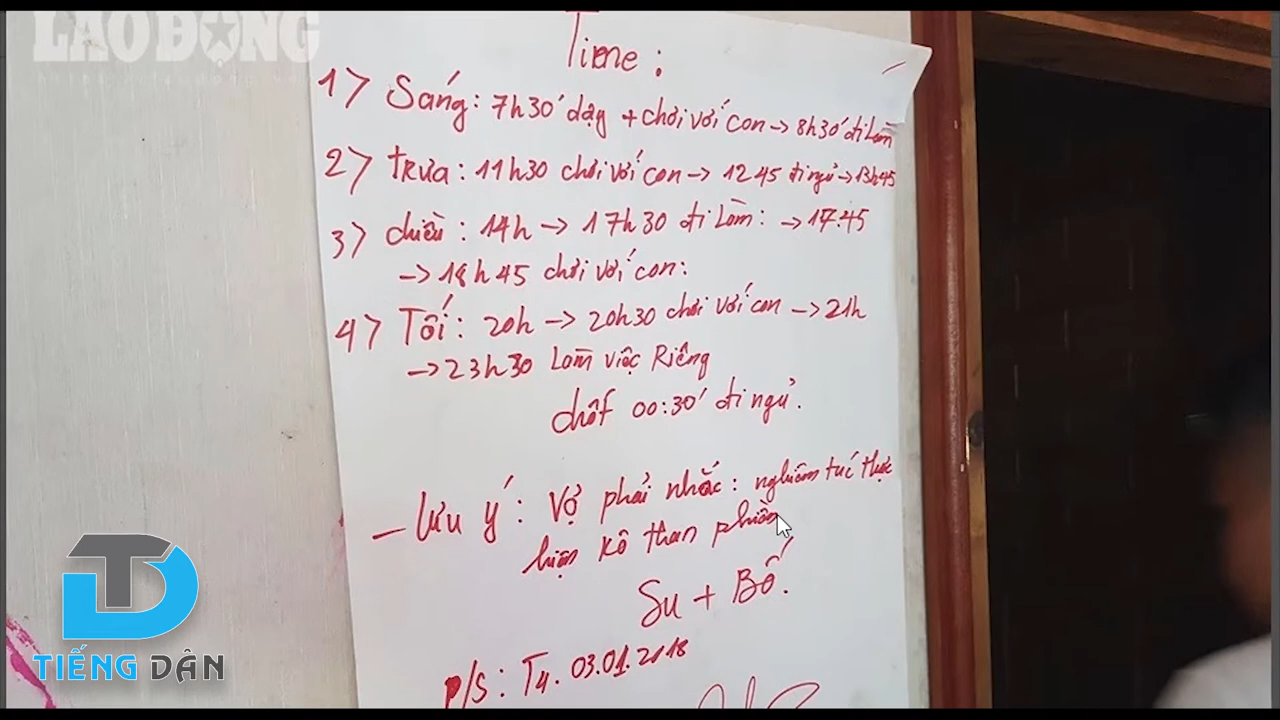 LAO ĐỘNG
Time :
1> Sáng : 7h30' dậy + chơi với con → 8h30' đi làm
2> trưa : 11h30 chơi với con → 12 45 đi ngủ → 13h45
3> chiều : 14h → 17h30 đi làm : → 17.45
→ 18h45 chơi với con :
4> Tối : 20h → 20h30 chơi với con → 21h
→ 23h30 Làm việc Riêng
chốt 00:30' đi ngủ .
– Lưu ý : Vợ phải nhắc : nghiêm túc thực
hiện kô than phiền
Su + Bố .
P/S : T4 . 03.01.2018
TD
TIẾNG DÂN